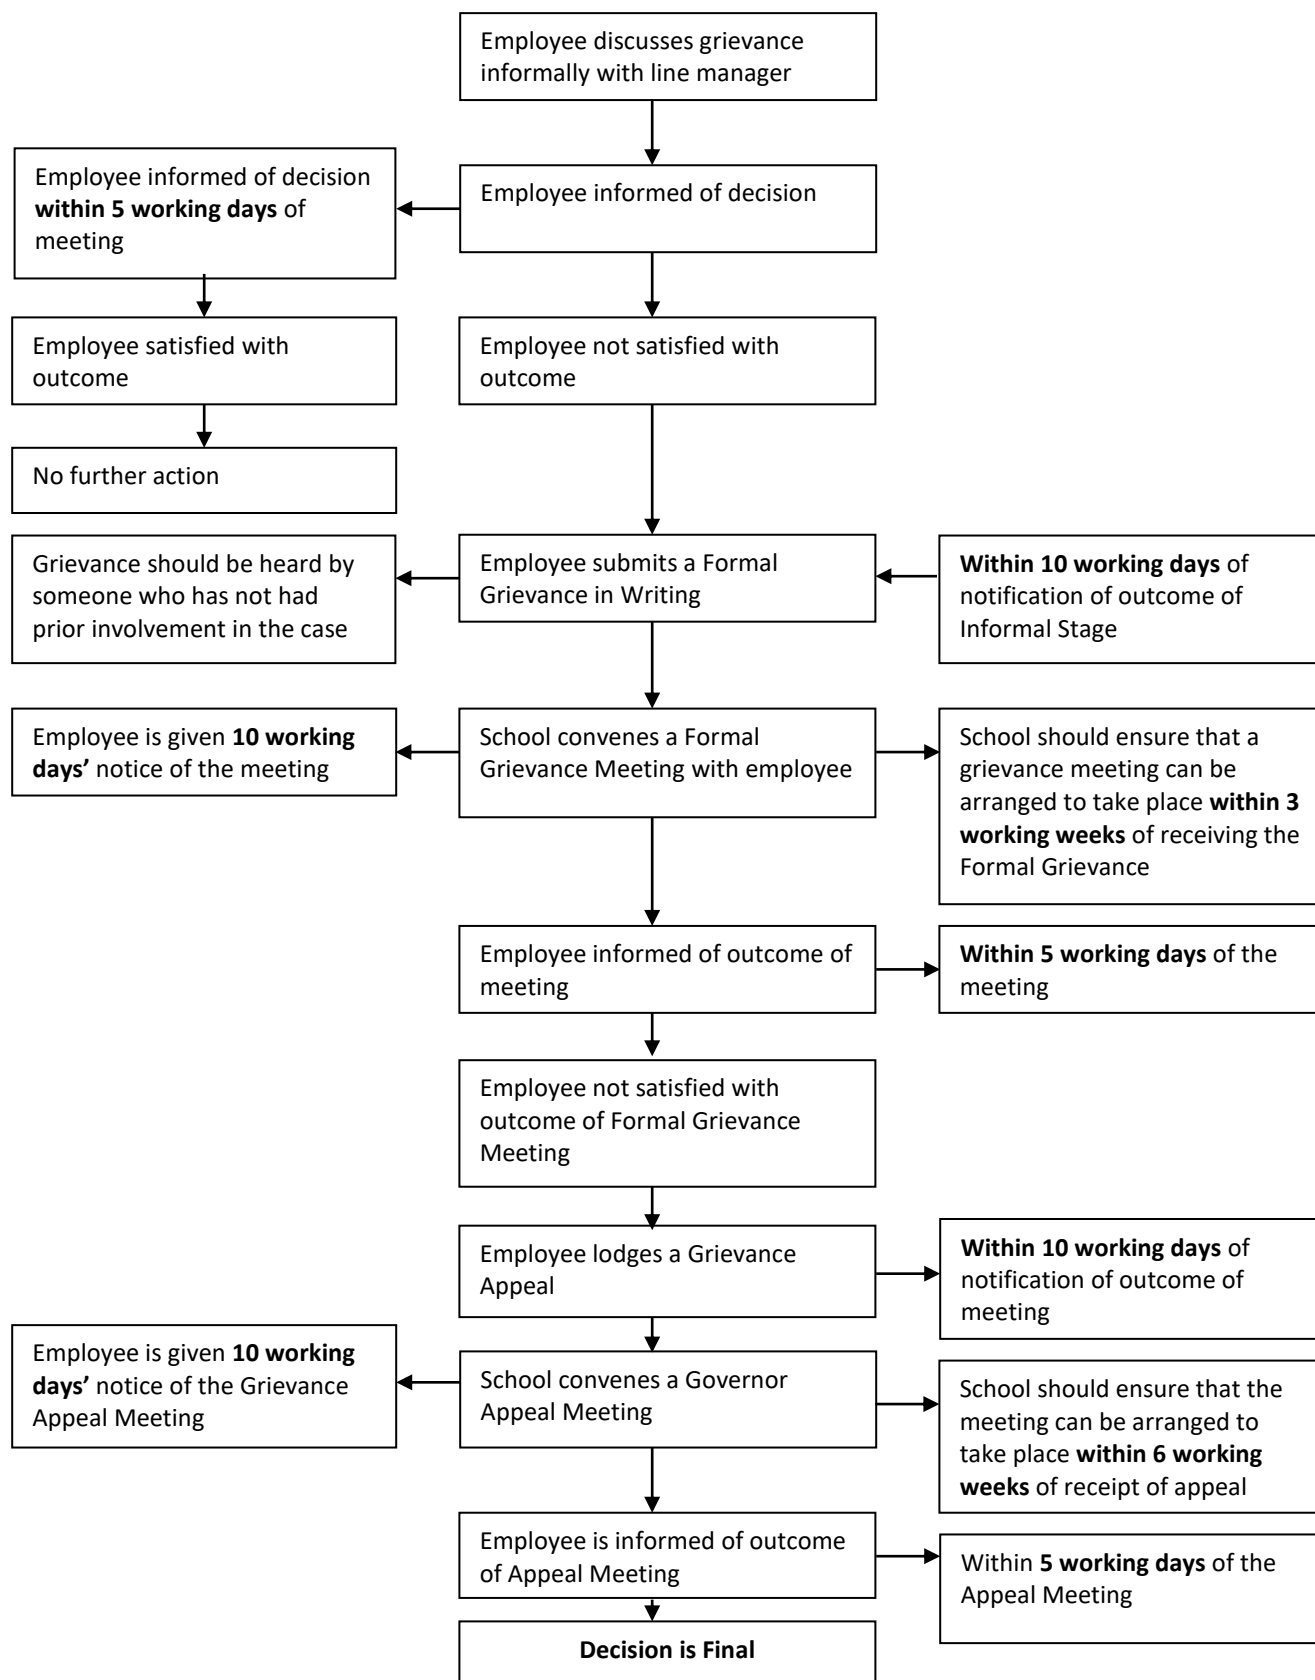 Employee discusses grievance
informally with line manager
Employee informed of decision
within 5 working days of
meeting
Employee informed of decision
Employee satisfied with
outcome
Employee not satisfied with
outcome
No further action
Grievance should be heard by
someone who has not had
prior involvement in the case
Employee submits a Formal
Grievance in Writing
Within 10 working days of
notification of outcome of
Informal Stage
Employee is given 10 working
days’ notice of the meeting
School convenes a Formal
Grievance Meeting with employee
School should ensure that a
grievance meeting can be
arranged to take place within 3
working weeks of receiving the
Formal Grievance
Employee informed of outcome of
meeting
Within 5 working days of the
meeting
Employee not satisfied with
outcome of Formal Grievance
Meeting
Employee lodges a Grievance
Appeal
Within 10 working days of
notification of outcome of
meeting
Employee is given 10 working
days’ notice of the Grievance
Appeal Meeting
School convenes a Governor
Appeal Meeting
School should ensure that the
meeting can be arranged to
take place within 6 working
weeks of receipt of appeal
Employee is informed of outcome
of Appeal Meeting
Within 5 working days of the
Appeal Meeting
Decision is Final